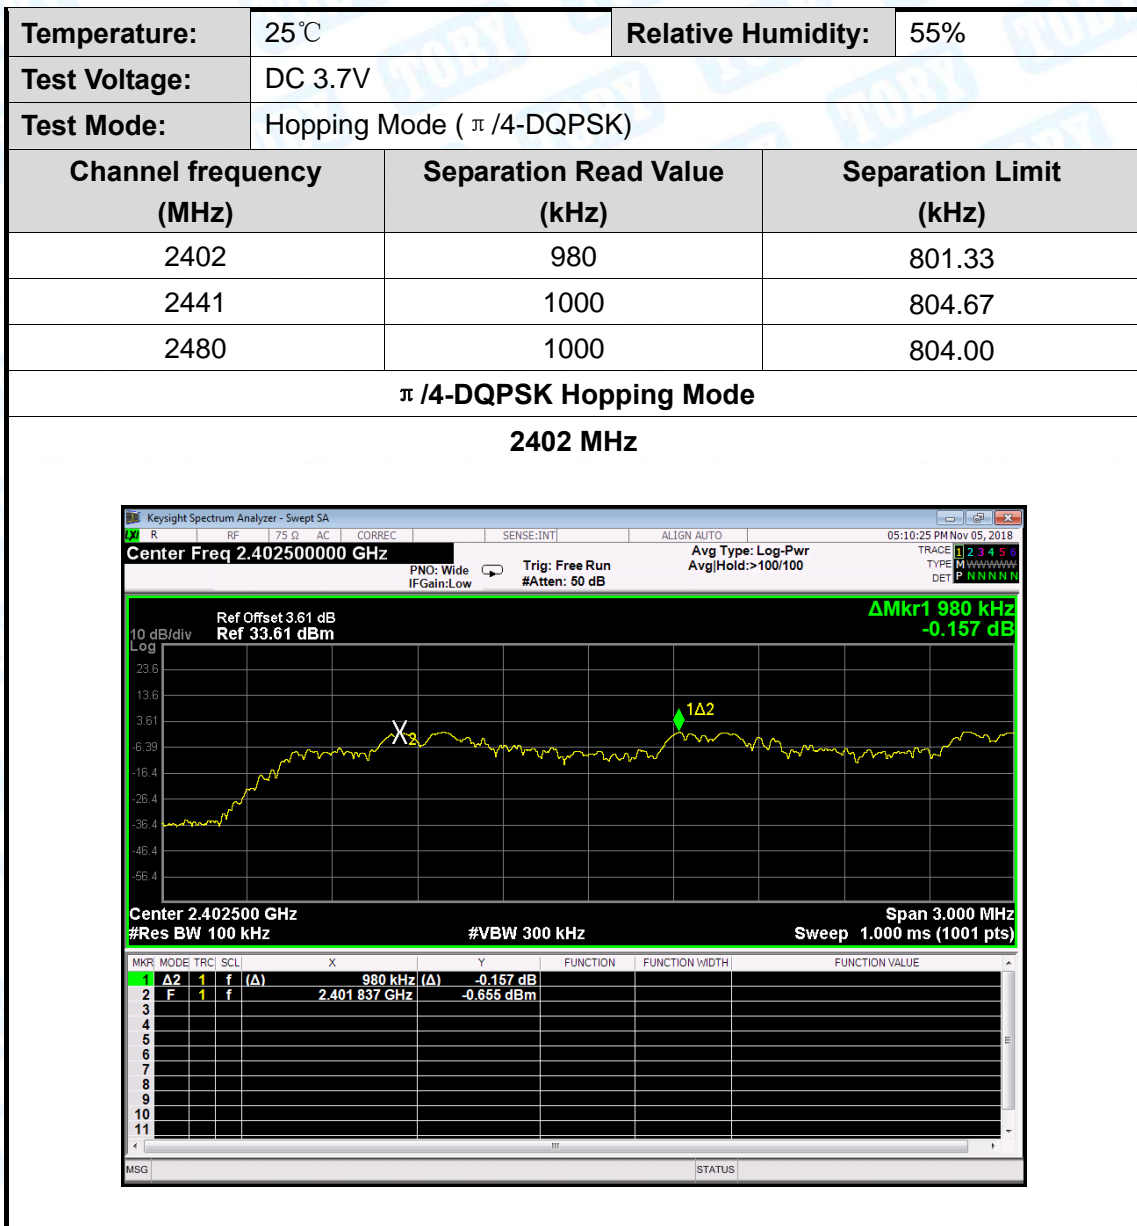 Temperature: 25℃ Relative Humidity: 55%
Test Voltage: DC 3.7V
Test Mode: Hopping Mode ( π /4-DQPSK)
Channel frequency Separation Read Value Separation Limit
(MHz) (kHz) (kHz)
2402 980 801.33
2441 1000 804.67
2480 1000 804.00
π /4-DQPSK Hopping Mode
2402 MHz
Keysight Spectrum Analyzer - Swept SA
LXI R RF 75 Ω AC CORREC SENSE:INT ALIGN AUTO 05:10:25 PM Nov 05, 2018
Center Freq 2.402500000 GHz Avg Type: Log-Pwr TRACE 1 2 3 4 5 6
PNO: Wide Trig: Free Run Avg|Hold:>100/100 TYPE M WWWWW
IFGain:Low #Atten: 50 dB DET P N N N N N
ΔMkr1 980 kHz
Ref Offset 3.61 dB
10 dB/div Ref 33.61 dBm -0.157 dB
Log
23.6
13.6
3.61
-6.39
-16.4
-26.4
-36.4
-46.4
-56.4
1Δ2
X2
Center 2.402500 GHz Span 3.000 MHz
#Res BW 100 kHz #VBW 300 kHz Sweep 1.000 ms (1001 pts)
MKR MODE TRC SCL X Y FUNCTION FUNCTION WIDTH FUNCTION VALUE
1 Δ2 1 f (Δ) 980 kHz (Δ) -0.157 dB
2 F 1 f 2.401 837 GHz -0.655 dBm
3
4
5
6
7
8
9
10
11
MSG STATUS
TOBY